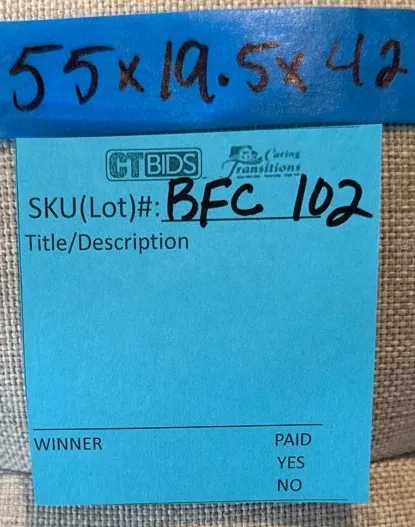 55x19.5x42
CTBIDS Caring
Transitions
SKU(Lot)#: BFC 102
Title/Description
WINNER PAID
YES
NO